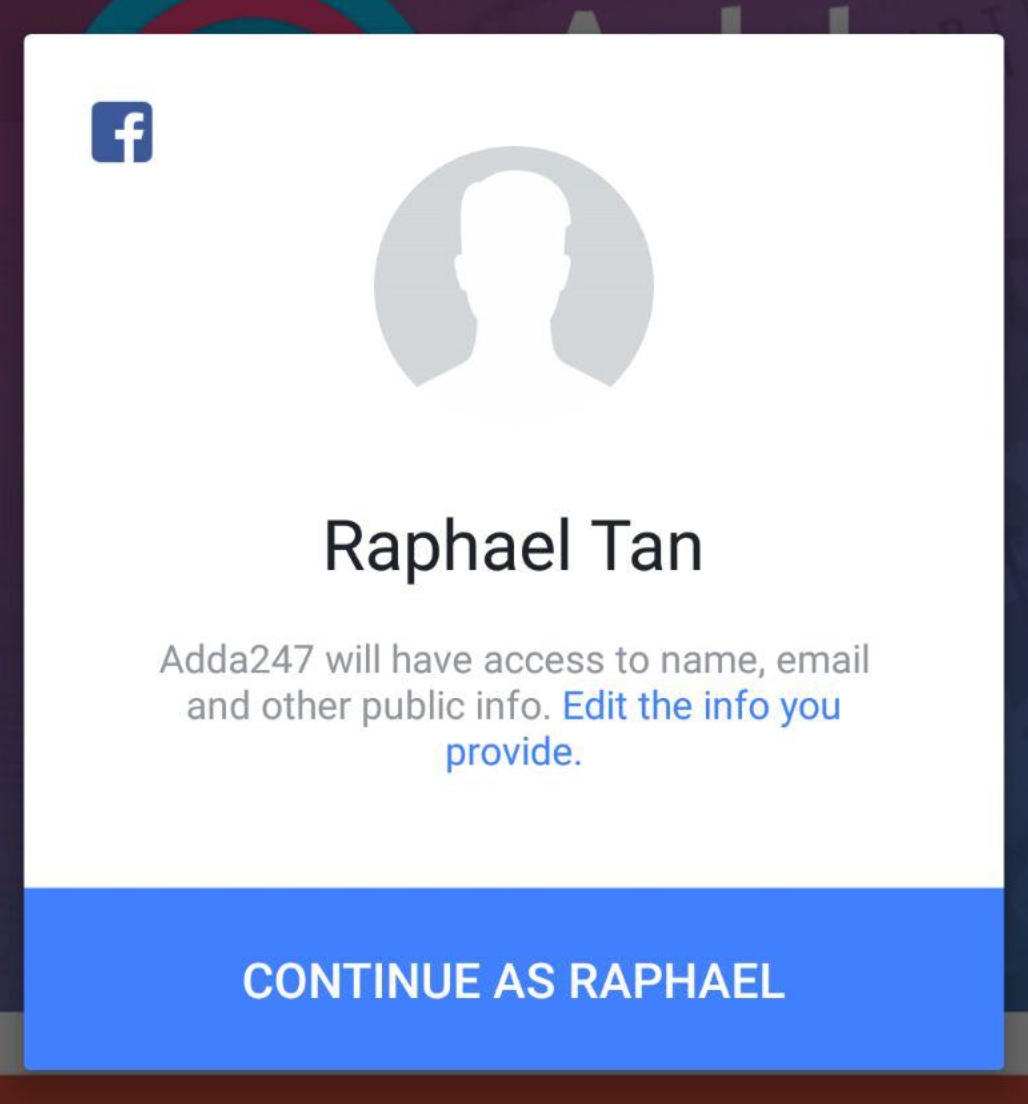 Raphael Tan
Adda247 will have access to name, email
and other public info. Edit the info you
provide.
CONTINUE AS RAPHAEL